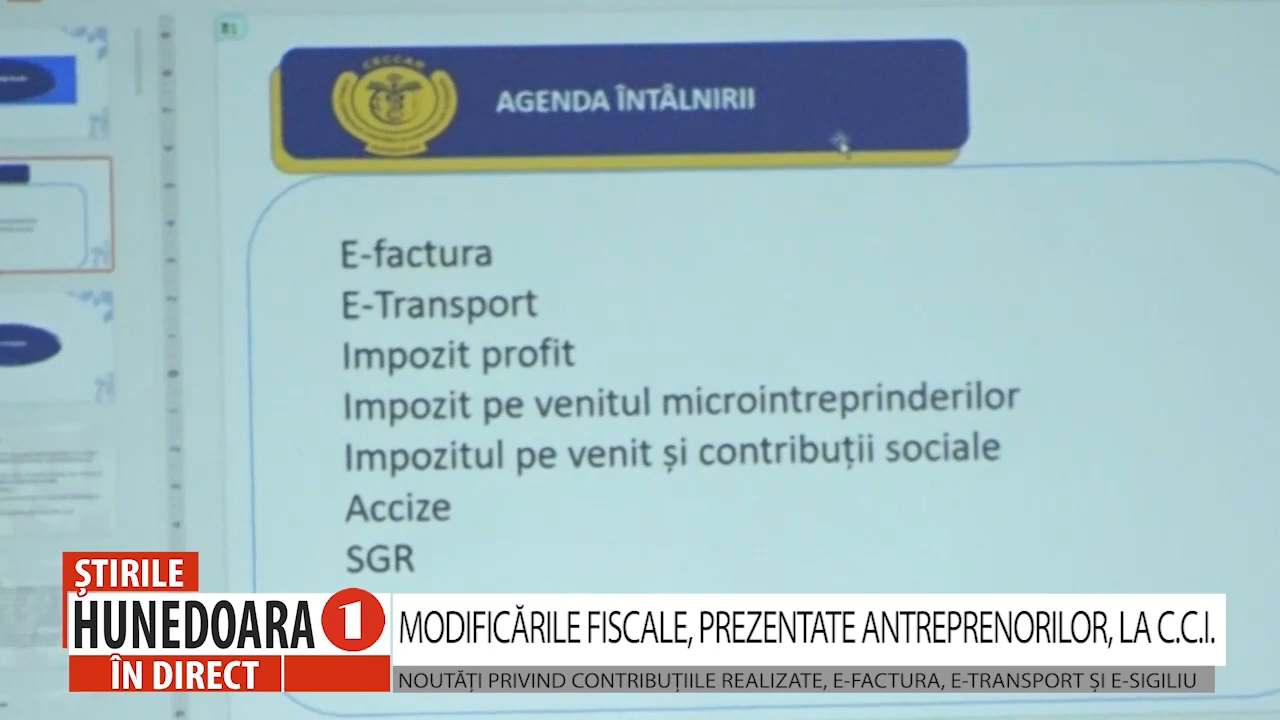 CECCAR
AGENDA ÎNTÂLNIRII
E-factura
E-Transport
Impozit profit
Impozit pe venitul microintreprinderilor
Impozitul pe venit și contribuții sociale
Accize
SGR
ȘTIRILE
HUNEDOARA 1
ÎN DIRECT
MODIFICĂRILE FISCALE, PREZENTATE ANTREPRENORILOR, LA C.C.I.
NOUTĂȚI PRIVIND CONTRIBUȚIILE REALIZATE, E-FACTURA, E-TRANSPORT ȘI E-SIGILIU